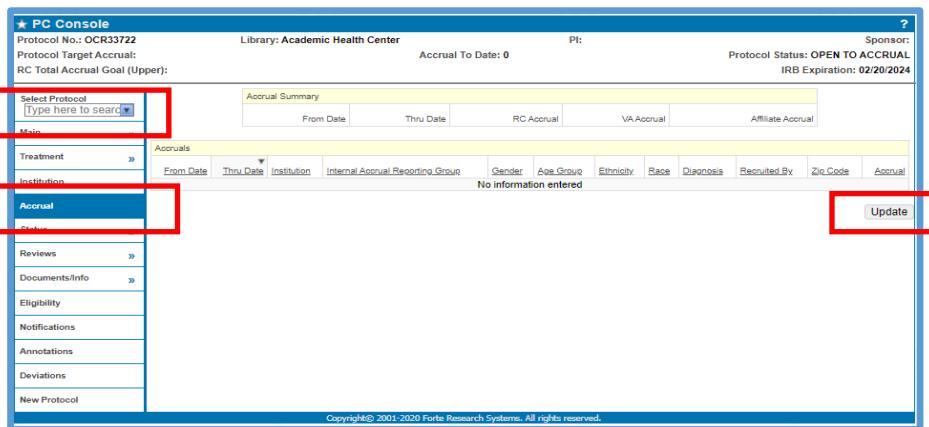 ★ PC Console ?
Protocol No.: OCR33722 Library: Academic Health Center PI: Sponsor:
Protocol Target Accrual: Accrual To Date: 0 Protocol Status: OPEN TO ACCRUAL
RC Total Accrual Goal (Upper): IRB Expiration: 02/20/2024
Select Protocol
Type here to searc
Main »
Treatment »
Institution
Accrual
Status
Reviews »
Documents/Info »
Eligibility
Notifications
Annotations
Deviations
New Protocol
Accrual Summary
From Date Thru Date RC Accrual VA Accrual Affiliate Accrual
Accruals
From Date Thru Date Institution Internal Accrual Reporting Group Gender Age Group Ethnicity Race Diagnosis Recruited By Zip Code Accrual
No information entered
Update
Copyright© 2001-2020 Forte Research Systems. All rights reserved.